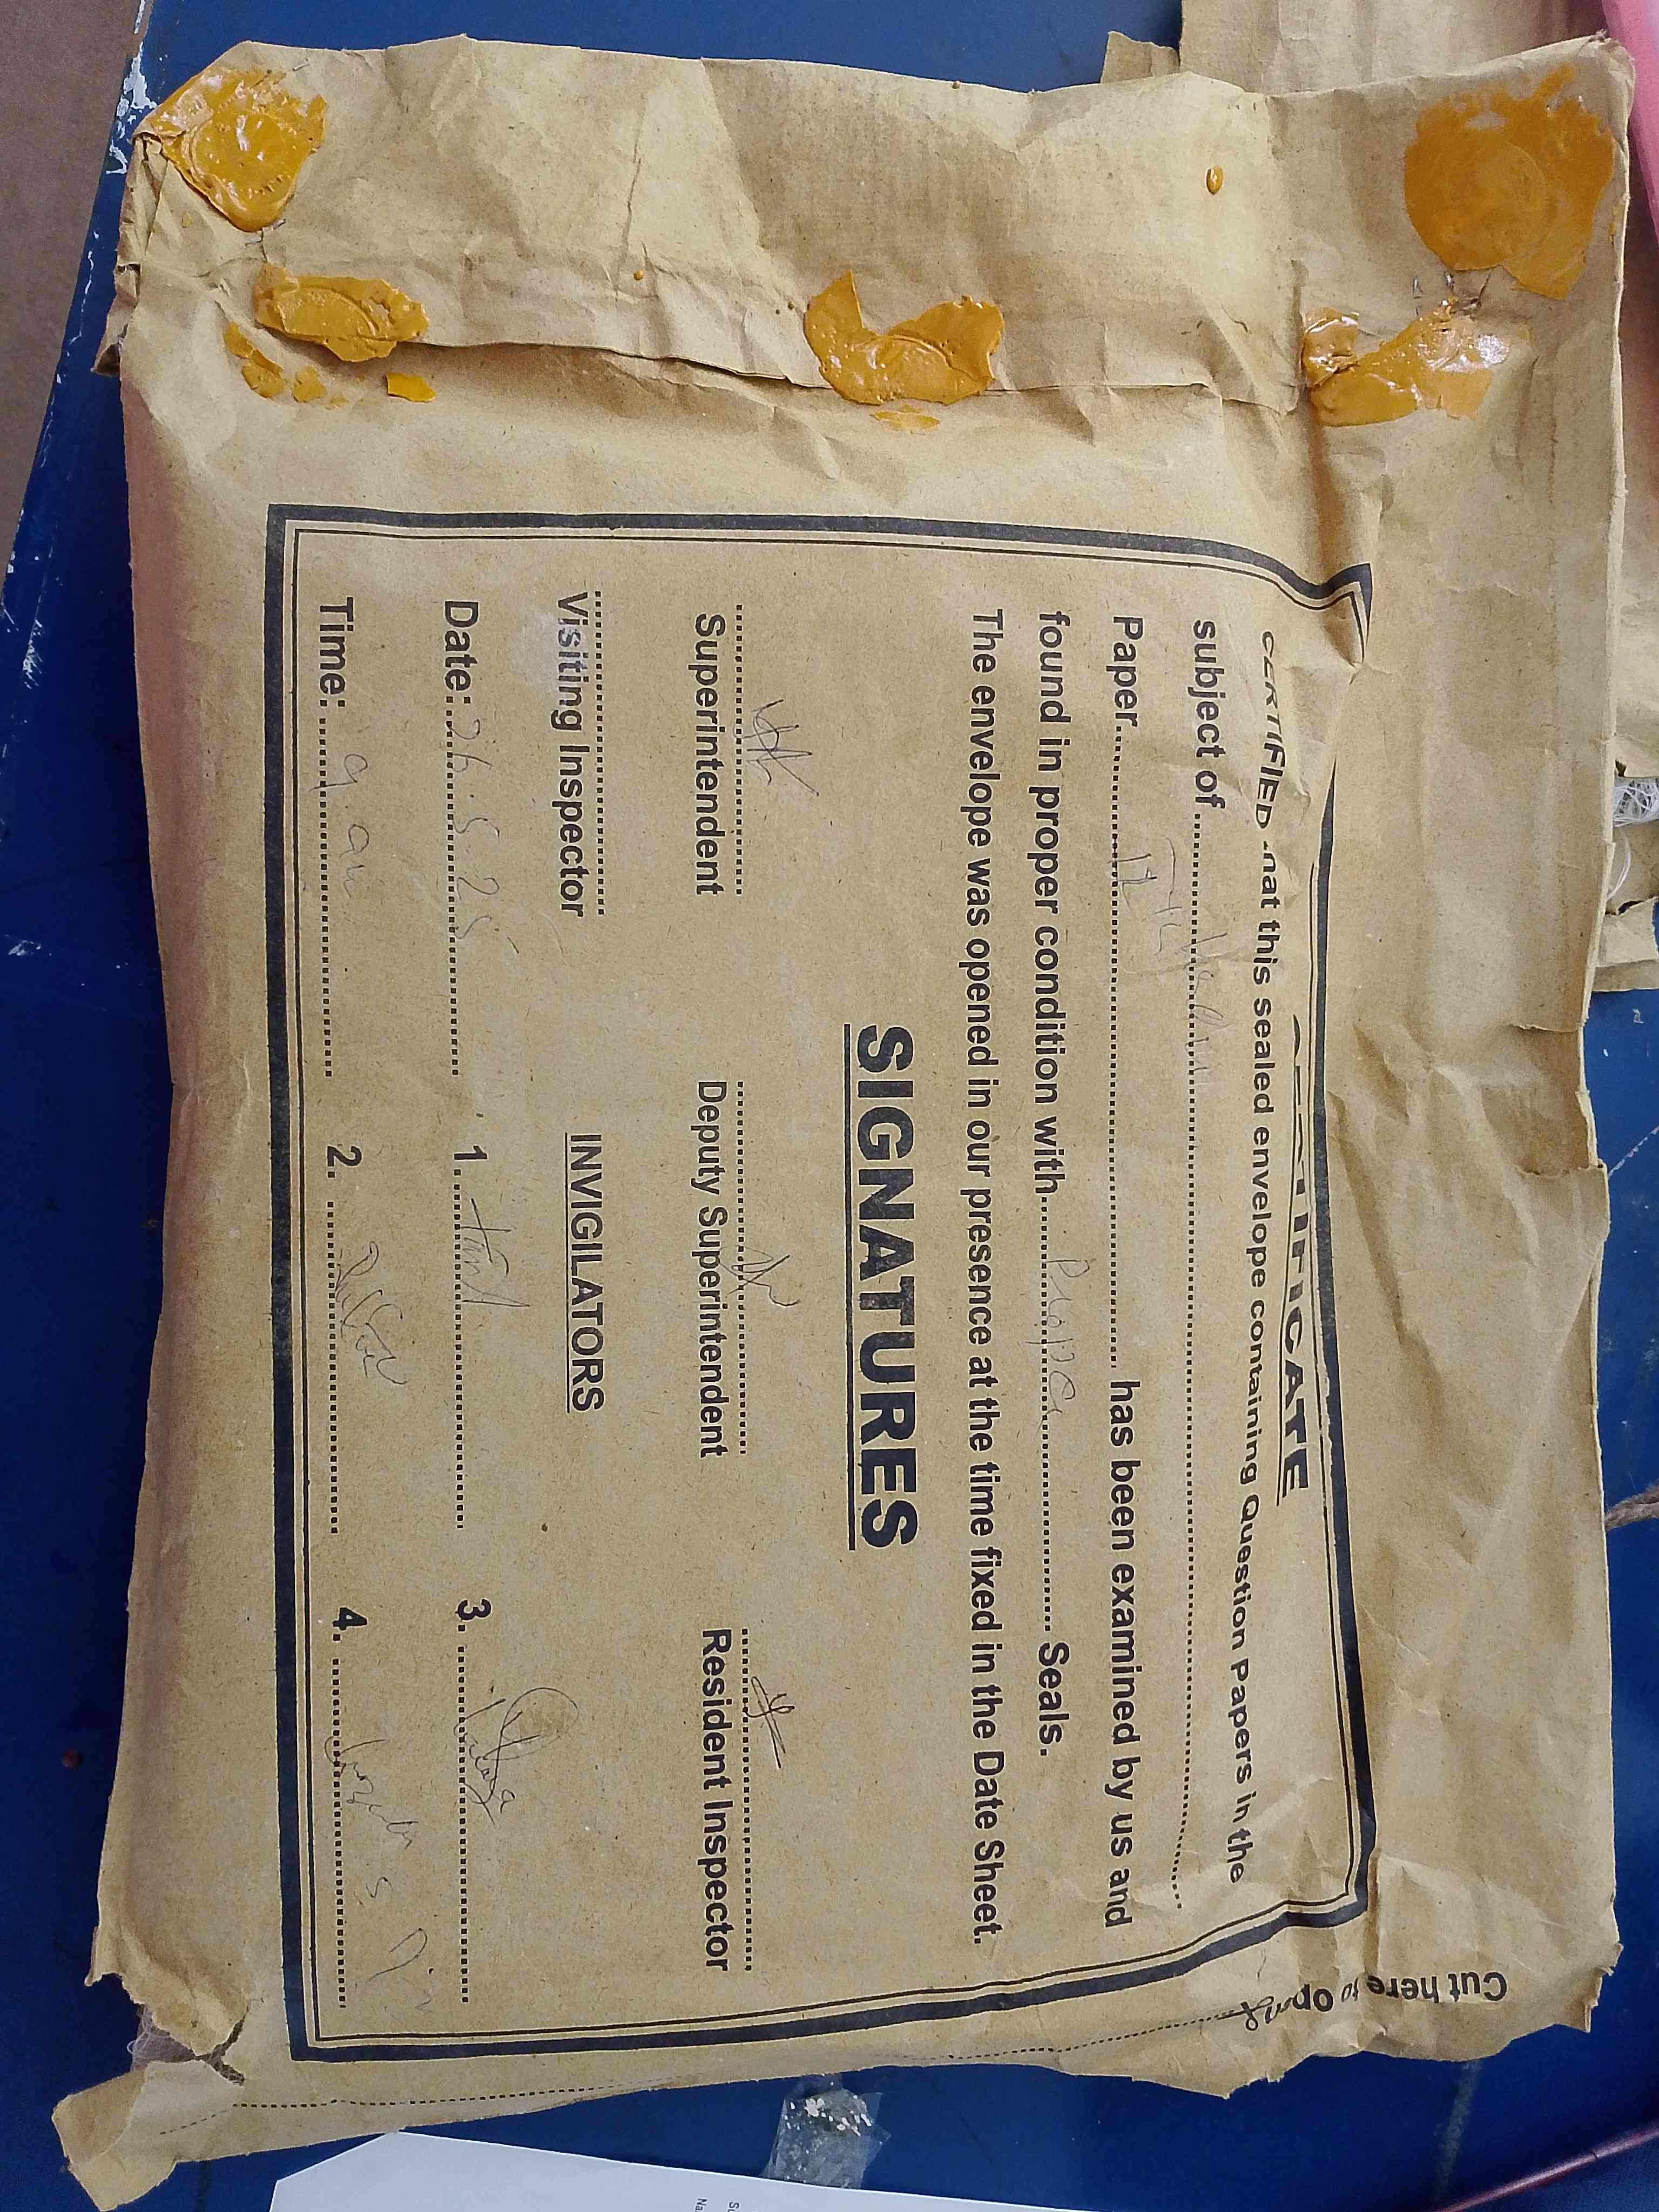 CERTIFICATE
CERTIFIED that this sealed envelope containing Question Papers in the
subject of ..............................
Paper.............................. has been examined by us and
found in proper condition with.......Proper.......Seals.
The envelope was opened in our presence at the time fixed in the Date Sheet.
SIGNATURES
Superintendent Deputy Superintendent Resident Inspector
Visiting Inspector INVIGILATORS
Date: 26.5.25 1. 3.
Time: 9 am 2. 4.
Cut here to Open